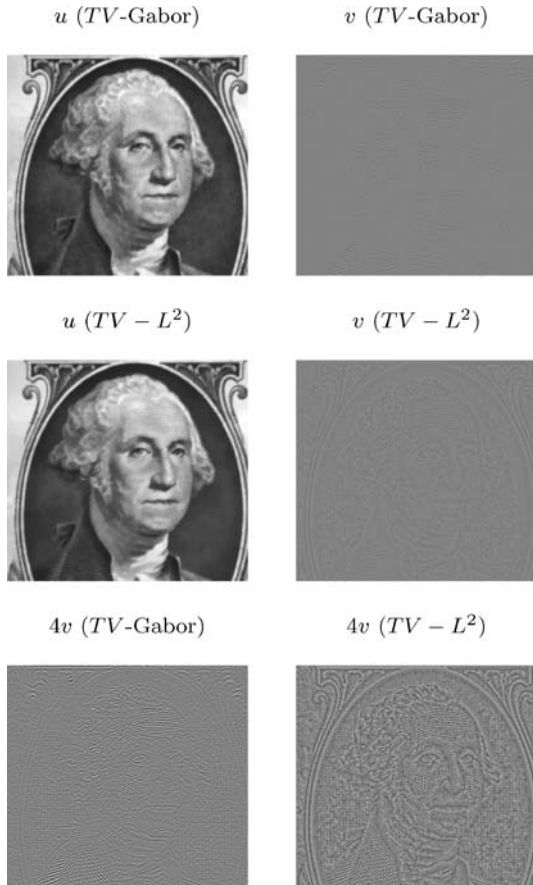 u (TV-Gabor) v (TV-Gabor)
u (TV − L²) v (TV − L²)
4v (TV-Gabor) 4v (TV − L²)